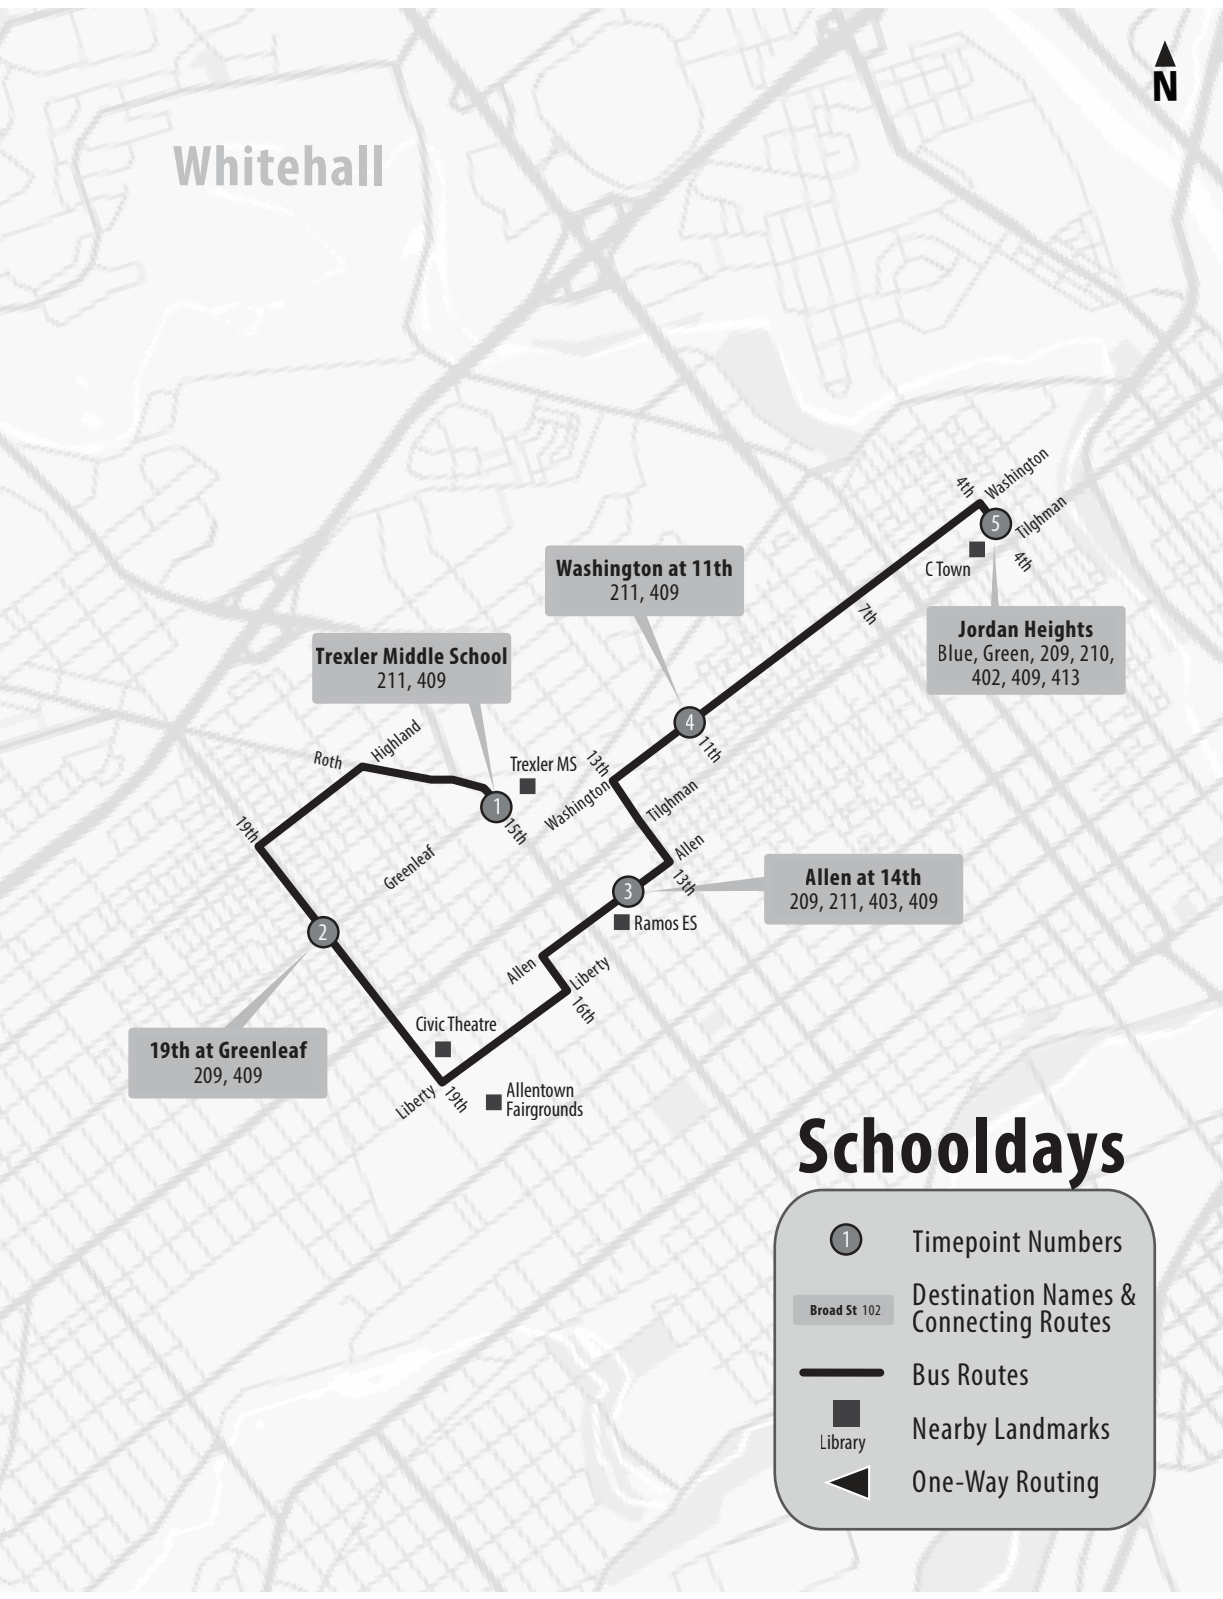 N
Whitehall
4th
Washington
5
Tilghman
4th
C Town
7th
Washington at 11th
211, 409
Jordan Heights
Blue, Green, 209, 210,
402, 409, 413
Trexler Middle School
211, 409
4
11th
13th
Washington
Tilghman
Roth
Highland
Trexler MS
1
15th
19th
Greenleaf
Allen
13th
3
Allen at 14th
209, 211, 403, 409
Ramos ES
2
Allen
Liberty
16th
Civic Theatre
19th at Greenleaf
209, 409
Liberty
19th
Allentown
Fairgrounds
Schooldays
1
Timepoint Numbers
Broad St 102
Destination Names &
Connecting Routes
Bus Routes
Library
Nearby Landmarks
One-Way Routing